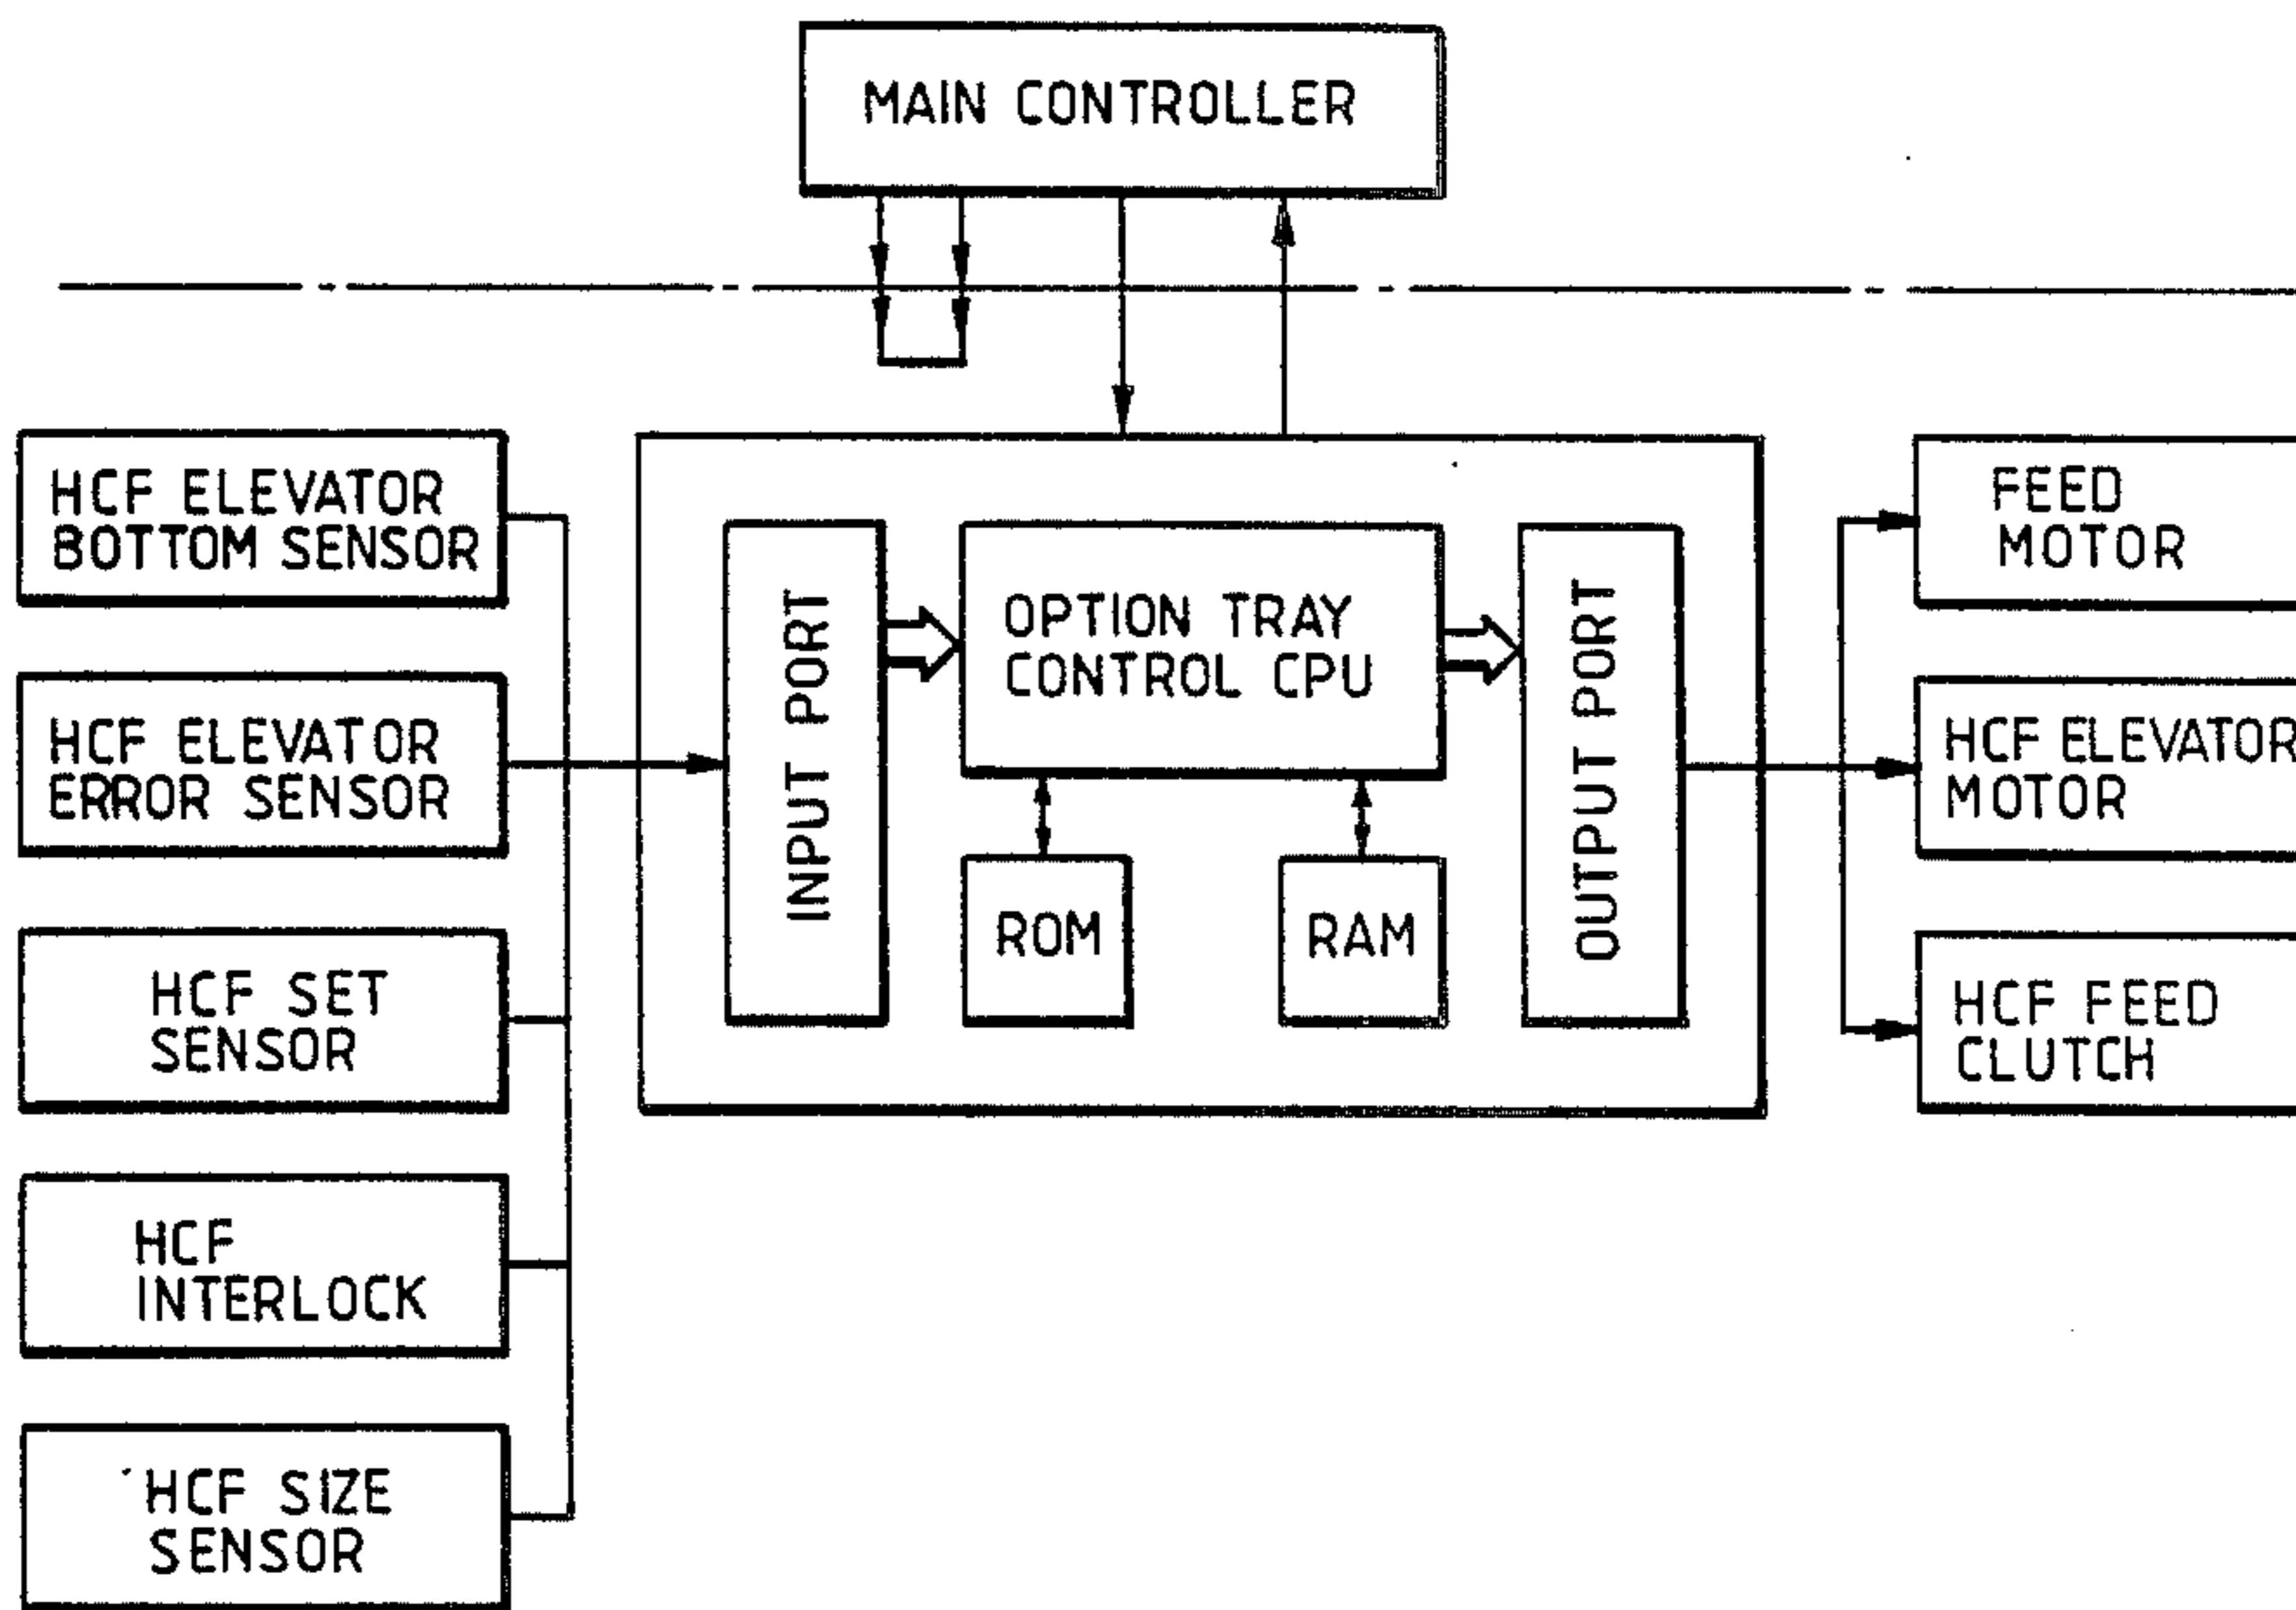 MAIN CONTROLLER
HCF ELEVATOR
BOTTOM SENSOR
HCF ELEVATOR
ERROR SENSOR
HCF SET
SENSOR
HCF
INTERLOCK
HCF SIZE
SENSOR
INPUT PORT
OPTION TRAY
CONTROL CPU
ROM
RAM
OUTPUT PORT
FEED
MOTOR
HCF ELEVATOR
MOTOR
HCF FEED
CLUTCH